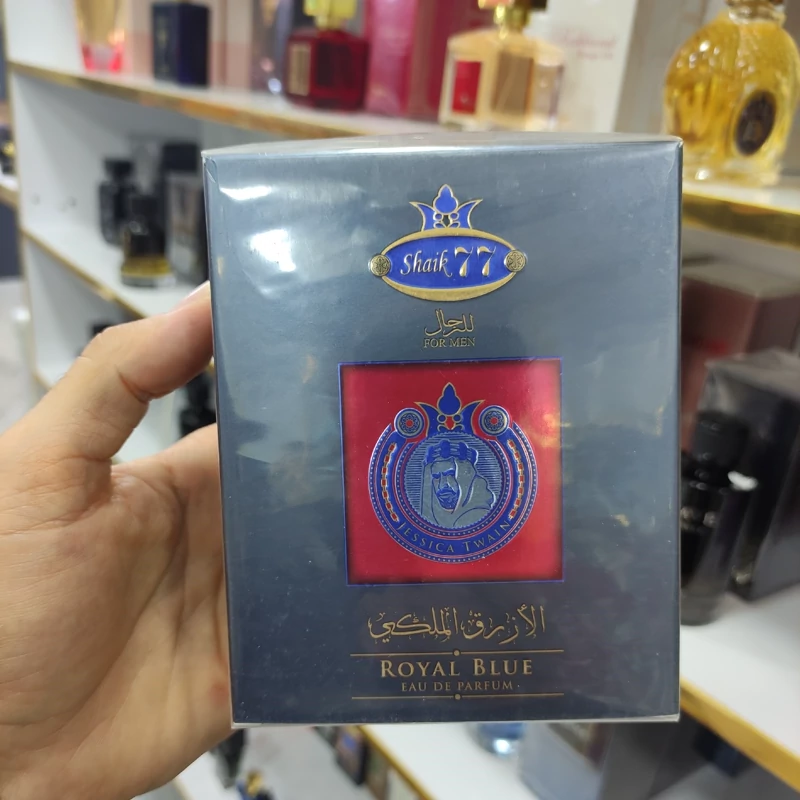 Shaik 77
للرجال
FOR MEN
JESSICA TWAIN
الأزرق الملكي
ROYAL BLUE
EAU DE PARFUM